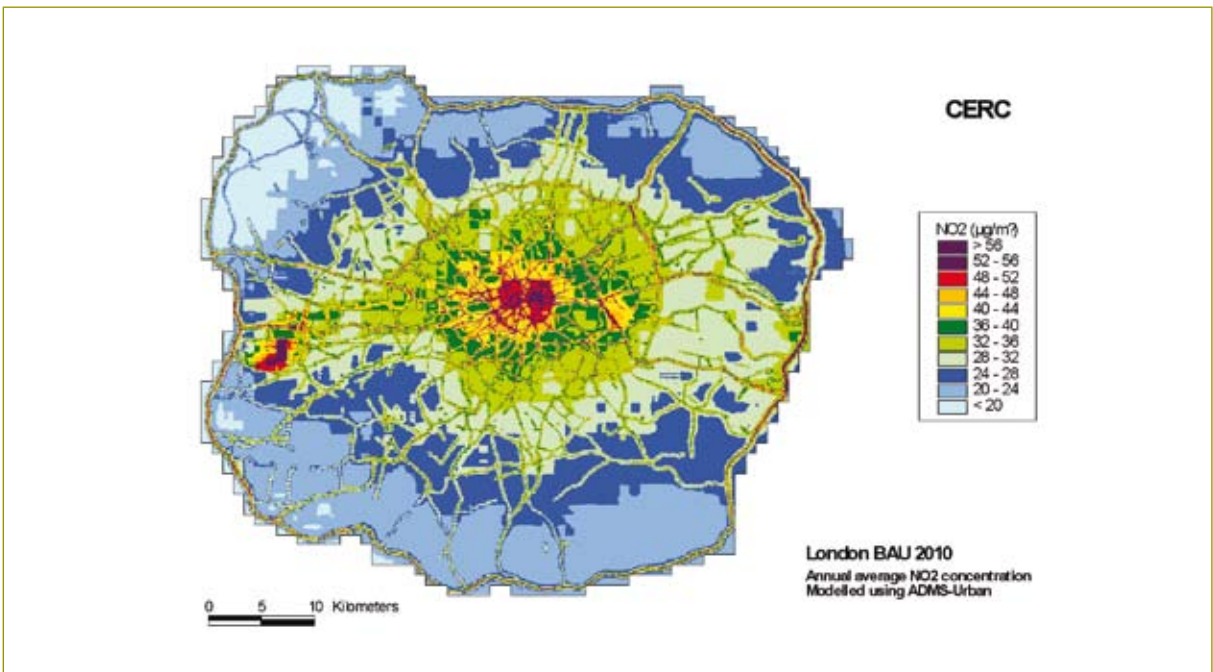 CERC
NO2 (µg/m?)
> 56
52 - 56
48 - 52
44 - 48
40 - 44
36 - 40
32 - 36
28 - 32
24 - 28
20 - 24
< 20
London BAU 2010
Annual average NO2 concentration
Modelled using ADMS-Urban
0 5 10 Kilometers